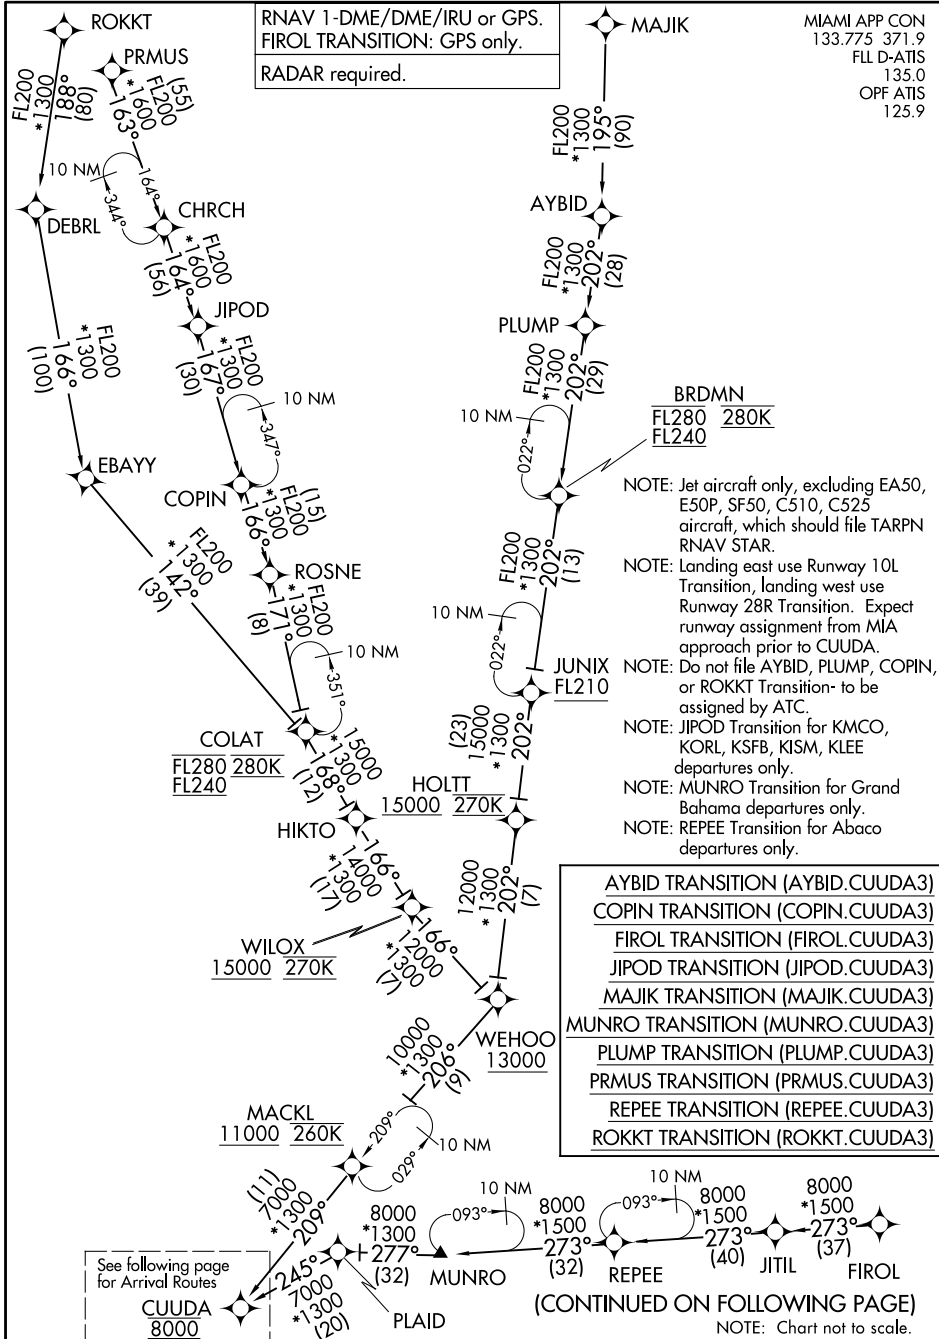 ROKKT
PRMUS
RNAV 1-DME/DME/IRU or GPS.
FIROL TRANSITION: GPS only.
RADAR required.
MAJIK
MIAMI APP CON
133.775 371.9
FLL D-ATIS
135.0
OPF ATIS
125.9
FL200
*1300
188°
(80)
(55)
FL200
*1600
163°
FL200
*1300
195°
(90)
10 NM
164°
344°
DEBRL
CHRCH
AYBID
FL200
*1600
164°
(56)
FL200
*1300
202°
(28)
JIPOD
PLUMP
FL200
*1300
166°
(100)
FL200
*1300
167°
(30)
10 NM
347°
FL200
*1300
202°
(29)
10 NM
022°
BRDMN
FL280 280K
FL240
EBAYY
COPIN
(15)
FL200
*1300
166°
NOTE: Jet aircraft only, excluding EA50,
E50P, SF50, C510, C525
aircraft, which should file TARPN
RNAV STAR.
NOTE: Landing east use Runway 10L
Transition, landing west use
Runway 28R Transition. Expect
runway assignment from MIA
approach prior to CUUDA.
NOTE: Do not file AYBID, PLUMP, COPIN,
or ROKKT Transition- to be
assigned by ATC.
NOTE: JIPOD Transition for KMCO,
KORL, KSFB, KISM, KLEE
departures only.
NOTE: MUNRO Transition for Grand
Bahama departures only.
NOTE: REPEE Transition for Abaco
departures only.
FL200
*1300
142°
(39)
ROSNE
FL200
*1300
171°
(8)
10 NM
351°
FL200
*1300
202°
(13)
10 NM
022°
JUNIX
FL210
COLAT
FL280 280K
FL240
15000
*1300
168°
(12)
(23)
15000
*1300
202°
HOLTT
15000 270K
HIKTO
166°
14000
*1300
(17)
12000
*1300
202°
(7)
WILOX
15000 270K
166°
12000
*1300
(7)
WEHOO
13000
AYBID TRANSITION (AYBID.CUUDA3)
COPIN TRANSITION (COPIN.CUUDA3)
FIROL TRANSITION (FIROL.CUUDA3)
JIPOD TRANSITION (JIPOD.CUUDA3)
MAJIK TRANSITION (MAJIK.CUUDA3)
MUNRO TRANSITION (MUNRO.CUUDA3)
PLUMP TRANSITION (PLUMP.CUUDA3)
PRMUS TRANSITION (PRMUS.CUUDA3)
REPEE TRANSITION (REPEE.CUUDA3)
ROKKT TRANSITION (ROKKT.CUUDA3)
10000
*1300
206°
(9)
MACKL
11000 260K
209°
029°
10 NM
(11)
7000
*1300
209°
8000
*1300
277°
(32)
10 NM
093°
8000
*1500
273°
(32)
10 NM
093°
8000
*1500
273°
(40)
8000
*1500
273°
(37)
MUNRO
REPEE
JITIL
FIROL
See following page
for Arrival Routes
CUUDA
8000
245°
7000
*1300
(20)
PLAID
(CONTINUED ON FOLLOWING PAGE)
NOTE: Chart not to scale.